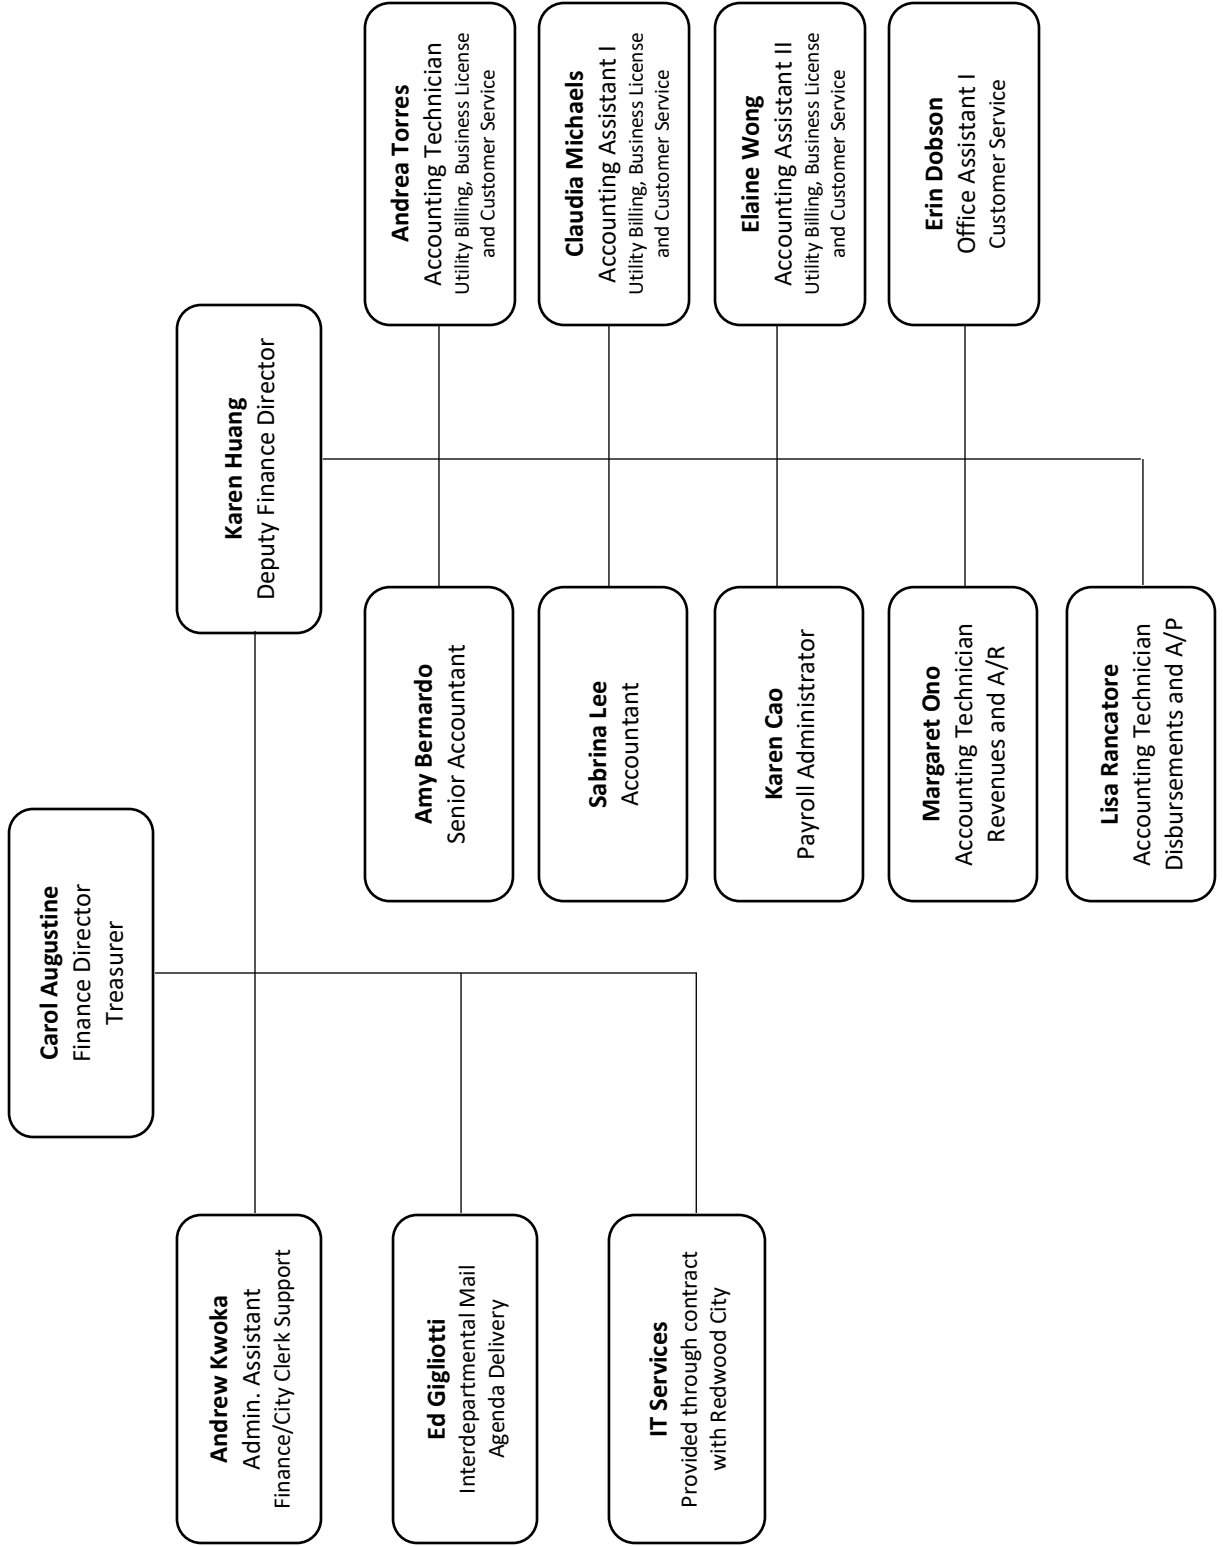 Carol Augustine
Finance Director
Treasurer
Andrew Kwoka
Admin. Assistant
Finance/City Clerk Support
Karen Huang
Deputy Finance Director
Ed Gigliotti
Interdepartmental Mail
Agenda Delivery
IT Services
Provided through contract
with Redwood City
Amy Bernardo
Senior Accountant
Sabrina Lee
Accountant
Karen Cao
Payroll Administrator
Margaret Ono
Accounting Technician
Revenues and A/R
Lisa Rancatore
Accounting Technician
Disbursements and A/P
Andrea Torres
Accounting Technician
Utility Billing, Business License
and Customer Service
Claudia Michaels
Accounting Assistant I
Utility Billing, Business License
and Customer Service
Elaine Wong
Accounting Assistant II
Utility Billing, Business License
and Customer Service
Erin Dobson
Office Assistant I
Customer Service